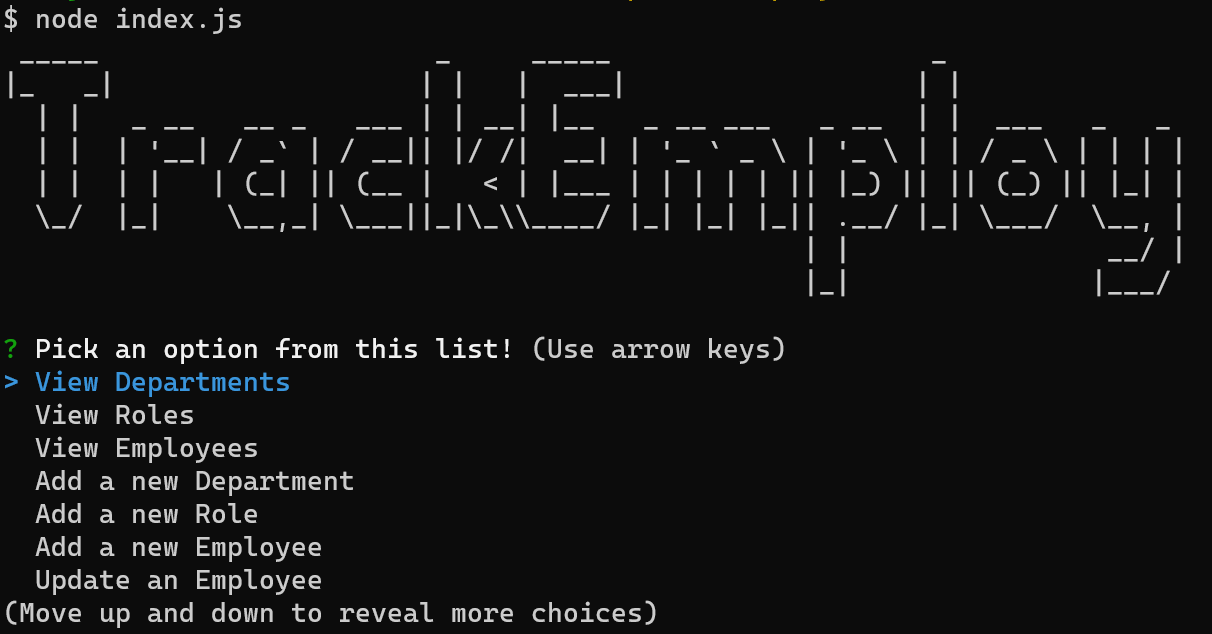 $ node index.js
TrackEmploy
? Pick an option from this list! (Use arrow keys)
> View Departments
View Roles
View Employees
Add a new Department
Add a new Role
Add a new Employee
Update an Employee
(Move up and down to reveal more choices)